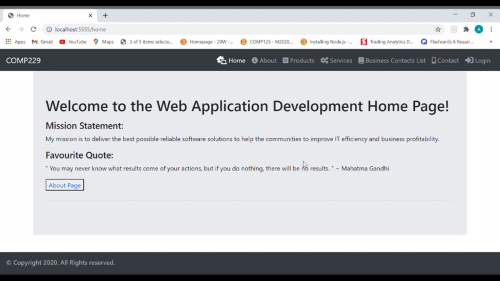 Home
localhost:5555/home
Apps Gmail YouTube Maps 3 of 5 items selecte... Homepage - 20W -... COMP125 - M2020... Installing Node.js -... Trading Analytics D... Flashcards 6 Repair...
COMP229 Home About Products Services Business Contacts List Contact Login
Welcome to the Web Application Development Home Page!
Mission Statement:
My mission is to deliver the best possible reliable software solutions to help the communities to improve IT efficiency and business profitability.
Favourite Quote:
" You may never know what results come of your actions, but if you do nothing, there will be no results. " ~ Mahatma Gandhi
About Page
© Copyright 2020, All Rights reserved.